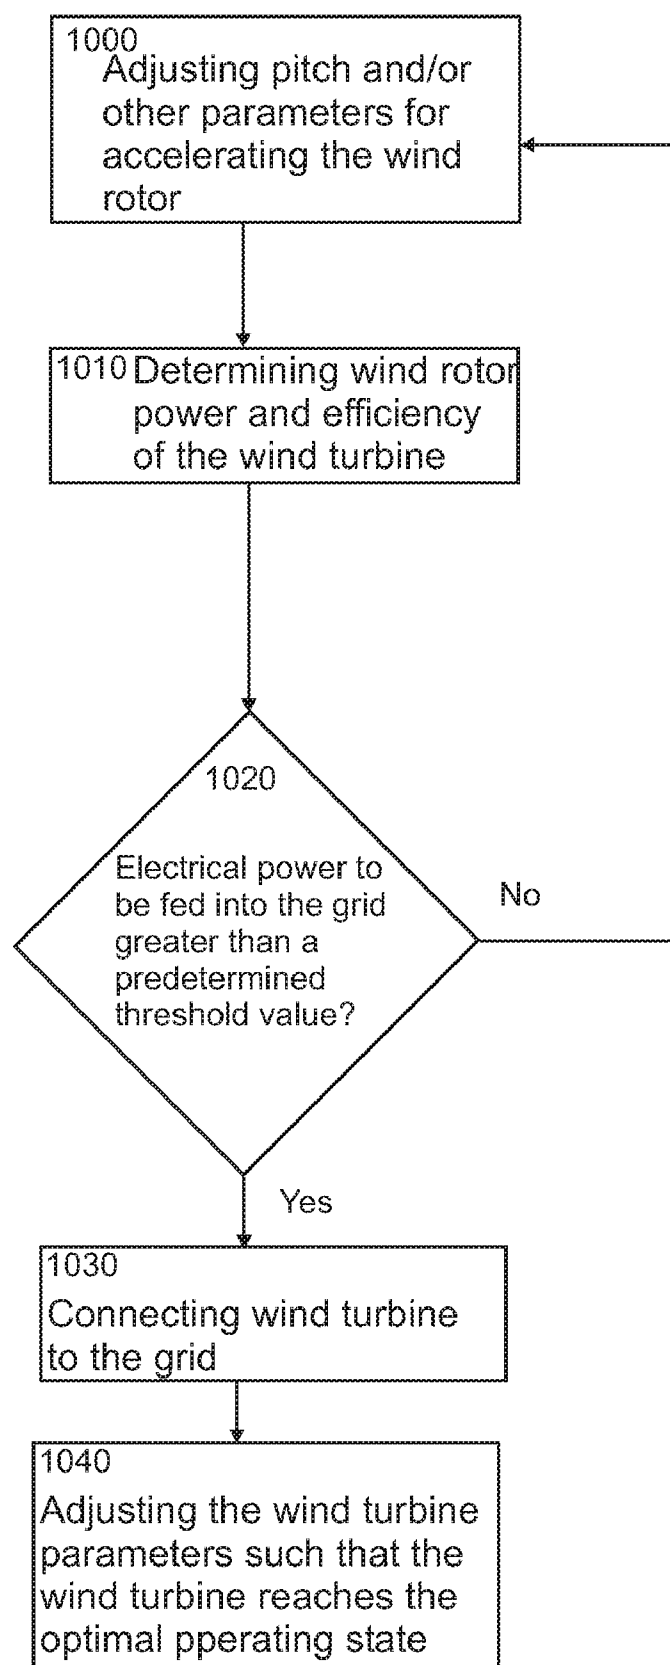 1000
Adjusting pitch and/or
other parameters for
accelerating the wind
rotor
1010 Determining wind rotor
power and efficiency
of the wind turbine
1020
Electrical power to
be fed into the grid
greater than a
predetermined
threshold value?
No
Yes
1030
Connecting wind turbine
to the grid
1040
Adjusting the wind turbine
parameters such that the
wind turbine reaches the
optimal pperating state